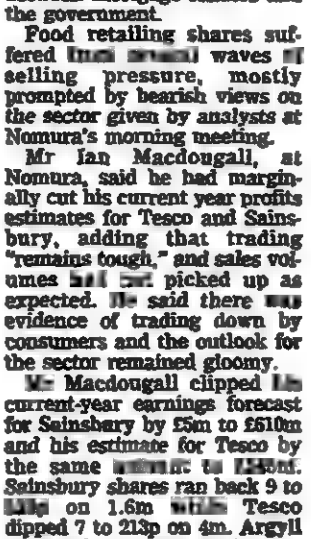 the government.
Food retailing shares suf-
fered waves
selling pressure, mostly
prompted by bearish views on
the sector given by analysts at
Nomura's morning meeting.
Mr Ian Macdougall, at
Nomura, said he had margin-
ally cut his current year profits
estimates for Tesco and Sains-
bury, adding that trading
"remains tough," and sales vol-
umes picked up as
expected. said there
evidence of trading down by
consumers and the outlook for
the sector remained gloomy.
Macdougall clipped
current-year earnings forecast
for Sainsbury by £5m to £610m
and his estimate for Tesco by
the same
Sainsbury shares ran back 9 to
on 1.6m Tesco
dipped 7 to 213p on 4m. Argyll